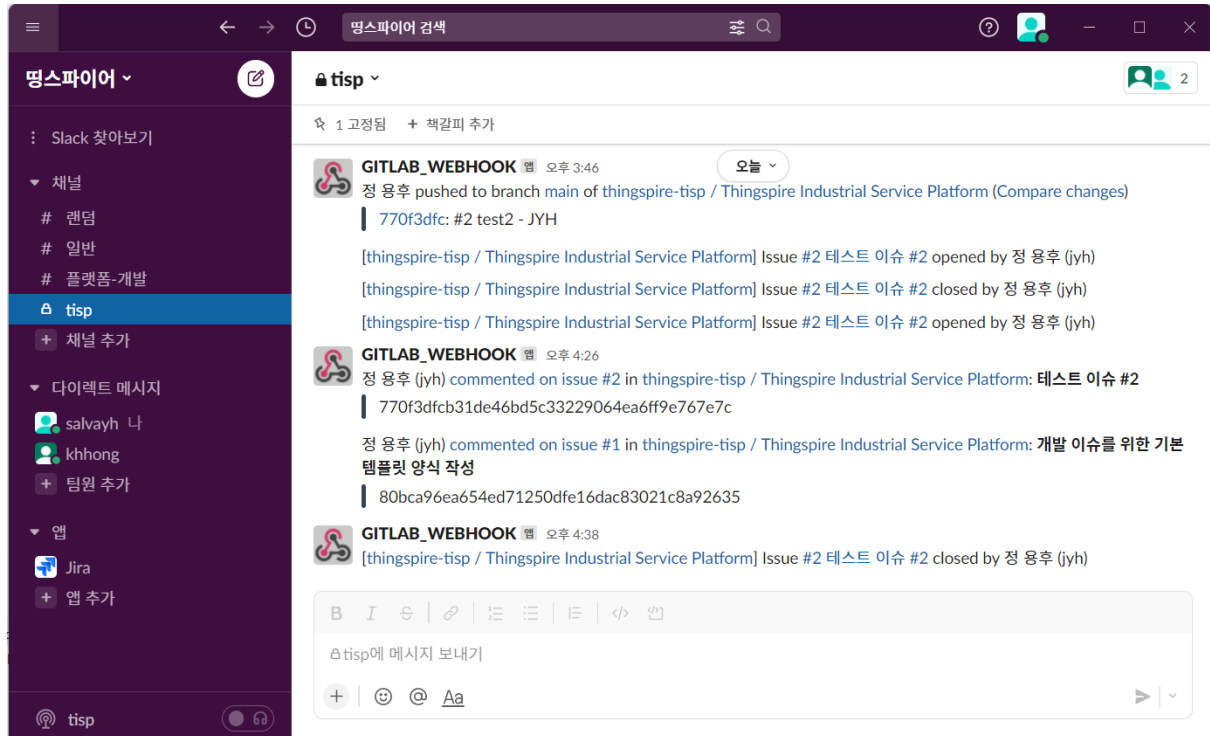 띵스파이어 검색
띵스파이어
tisp
2
1 고정됨 + 책갈피 추가
Slack 찾아보기
채널
# 랜덤
# 일반
# 플랫폼-개발
tisp
+ 채널 추가
다이렉트 메시지
salvayh 나
khhong
+ 팀원 추가
앱
Jira
+ 앱 추가
tisp
오늘
GITLAB_WEBHOOK 앱 오후 3:46
정 용후 pushed to branch main of thingspire-tisp / Thingspire Industrial Service Platform (Compare changes)
770f3dfc: #2 test2 - JYH
[thingspire-tisp / Thingspire Industrial Service Platform] Issue #2 테스트 이슈 #2 opened by 정 용후 (jyh)
[thingspire-tisp / Thingspire Industrial Service Platform] Issue #2 테스트 이슈 #2 closed by 정 용후 (jyh)
[thingspire-tisp / Thingspire Industrial Service Platform] Issue #2 테스트 이슈 #2 opened by 정 용후 (jyh)
GITLAB_WEBHOOK 앱 오후 4:26
정 용후 (jyh) commented on issue #2 in thingspire-tisp / Thingspire Industrial Service Platform: 테스트 이슈 #2
770f3dfcb31de46bd5c33229064ea6ff9e767e7c
정 용후 (jyh) commented on issue #1 in thingspire-tisp / Thingspire Industrial Service Platform: 개발 이슈를 위한 기본
템플릿 양식 작성
80bca96ea654ed71250dfe16dac83021c8a92635
GITLAB_WEBHOOK 앱 오후 4:38
[thingspire-tisp / Thingspire Industrial Service Platform] Issue #2 테스트 이슈 #2 closed by 정 용후 (jyh)
B I S
tisp에 메시지 보내기
+ @ Aa